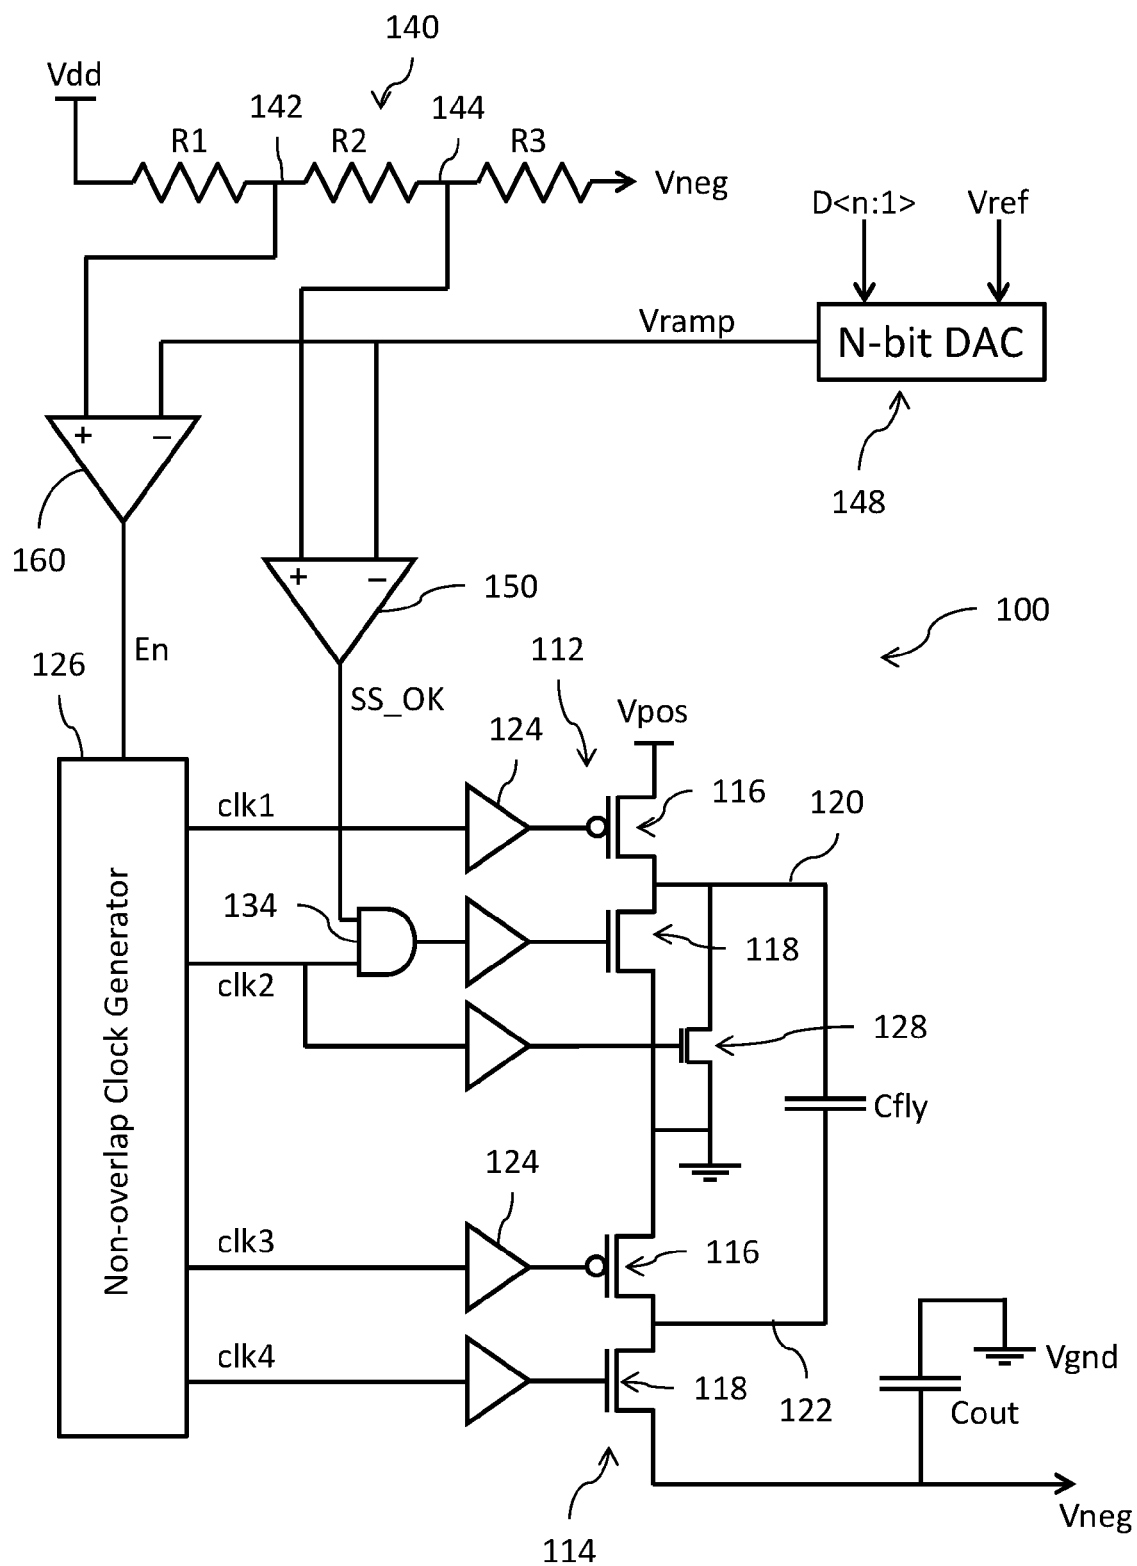 140
Vdd
142
144
R1
R2
R3
Vneg
D<n:1>
Vref
Vramp
N-bit DAC
+
−
160
148
+
−
150
100
En
126
SS_OK
112
Vpos
124
clk1
116
120
134
118
clk2
128
Non-overlap Clock Generator
Cfly
124
clk3
116
clk4
118
122
Vgnd
Cout
Vneg
114